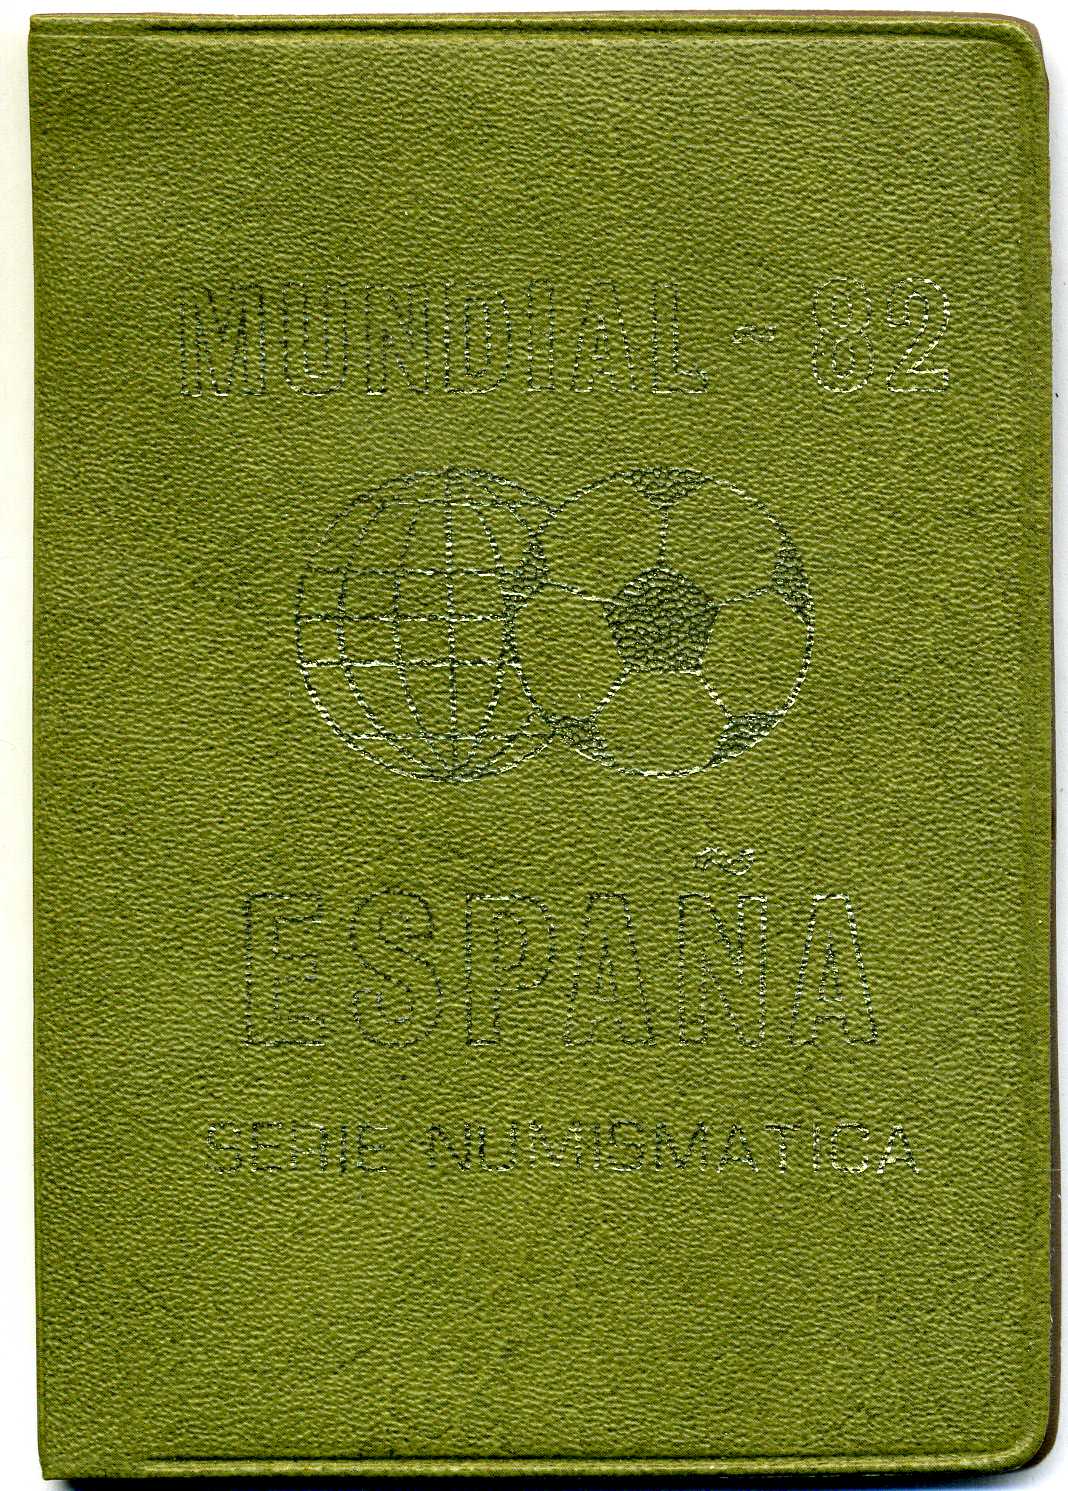 MUNDIAL - 82
ESPAÑA
SERIE NUMISMATICA